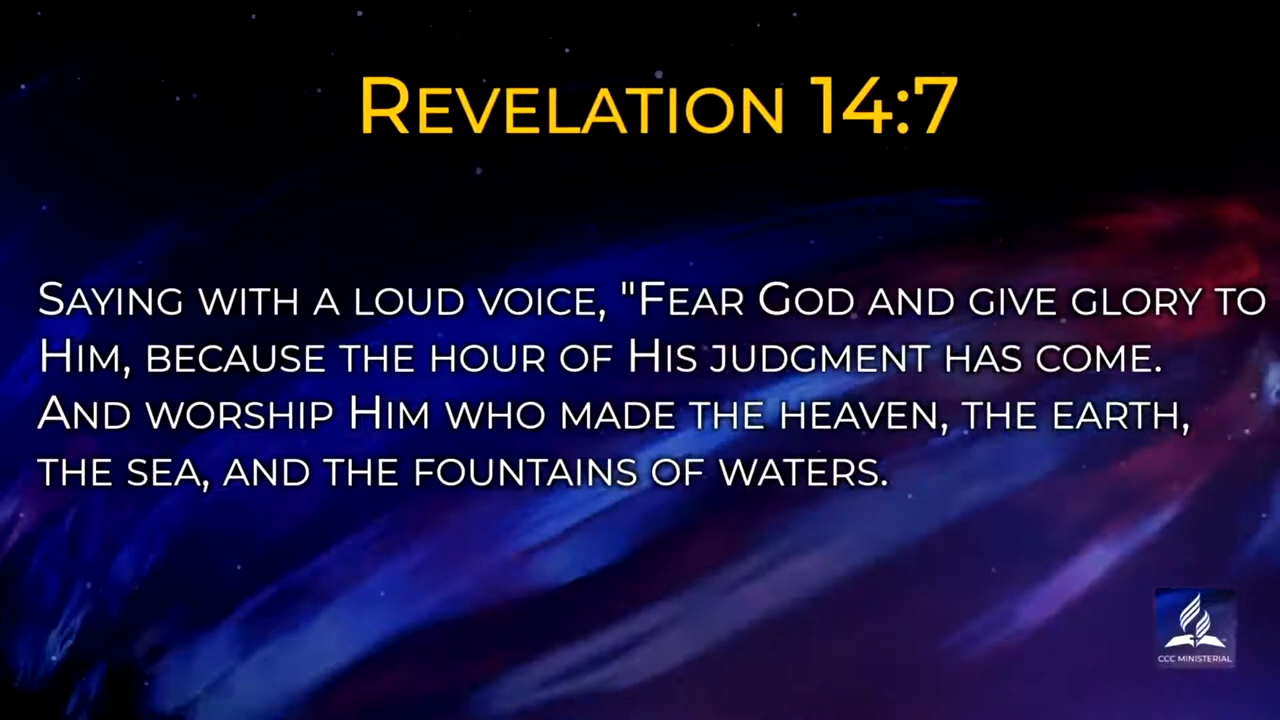 Revelation 14:7
Saying with a loud voice, "Fear God and give glory to
Him, because the hour of His judgment has come.
And worship Him who made the heaven, the earth,
the sea, and the fountains of waters.
CCC MINISTERIAL